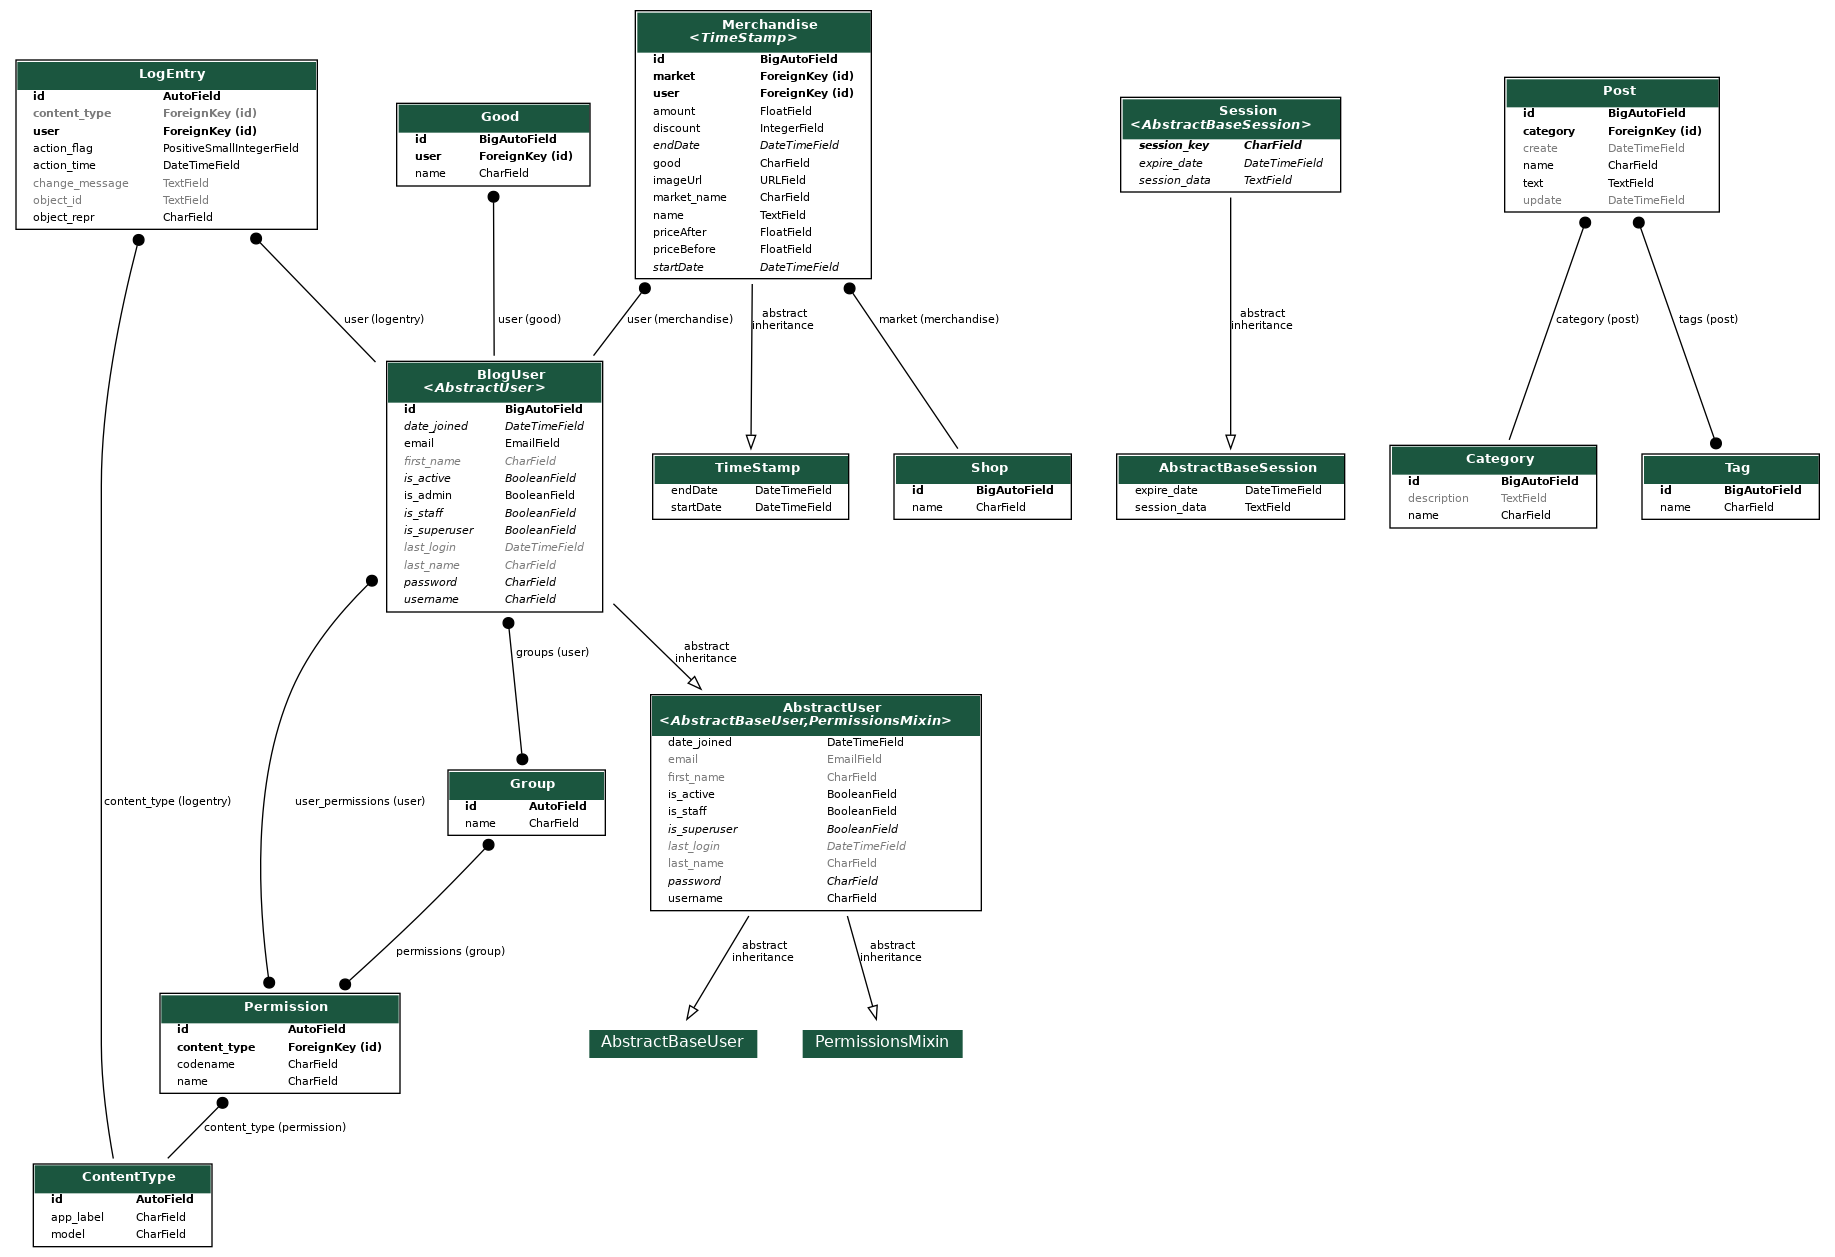 Merchandise
<TimeStamp>
id BigAutoField
market ForeignKey (id)
user ForeignKey (id)
amount FloatField
discount IntegerField
endDate DateTimeField
good CharField
imageUrl URLField
market_name CharField
name TextField
priceAfter FloatField
priceBefore FloatField
startDate DateTimeField
LogEntry
id AutoField
content_type ForeignKey (id)
user ForeignKey (id)
action_flag PositiveSmallIntegerField
action_time DateTimeField
change_message TextField
object_id TextField
object_repr CharField
Good
id BigAutoField
user ForeignKey (id)
name CharField
Session
<AbstractBaseSession>
session_key CharField
expire_date DateTimeField
session_data TextField
Post
id BigAutoField
category ForeignKey (id)
create DateTimeField
name CharField
text TextField
update DateTimeField
user (logentry)
user (good)
user (merchandise)
abstract
inheritance
market (merchandise)
abstract
inheritance
category (post)
tags (post)
BlogUser
<AbstractUser>
id BigAutoField
date_joined DateTimeField
email EmailField
first_name CharField
is_active BooleanField
is_admin BooleanField
is_staff BooleanField
is_superuser BooleanField
last_login DateTimeField
last_name CharField
password CharField
username CharField
TimeStamp
endDate DateTimeField
startDate DateTimeField
Shop
id BigAutoField
name CharField
AbstractBaseSession
expire_date DateTimeField
session_data TextField
Category
id BigAutoField
description TextField
name CharField
Tag
id BigAutoField
name CharField
groups (user)
abstract
inheritance
AbstractUser
<AbstractBaseUser,PermissionsMixin>
date_joined DateTimeField
email EmailField
first_name CharField
is_active BooleanField
is_staff BooleanField
is_superuser BooleanField
last_login DateTimeField
last_name CharField
password CharField
username CharField
Group
id AutoField
name CharField
content_type (logentry)
user_permissions (user)
permissions (group)
abstract
inheritance
abstract
inheritance
Permission
id AutoField
content_type ForeignKey (id)
codename CharField
name CharField
AbstractBaseUser
PermissionsMixin
content_type (permission)
ContentType
id AutoField
app_label CharField
model CharField